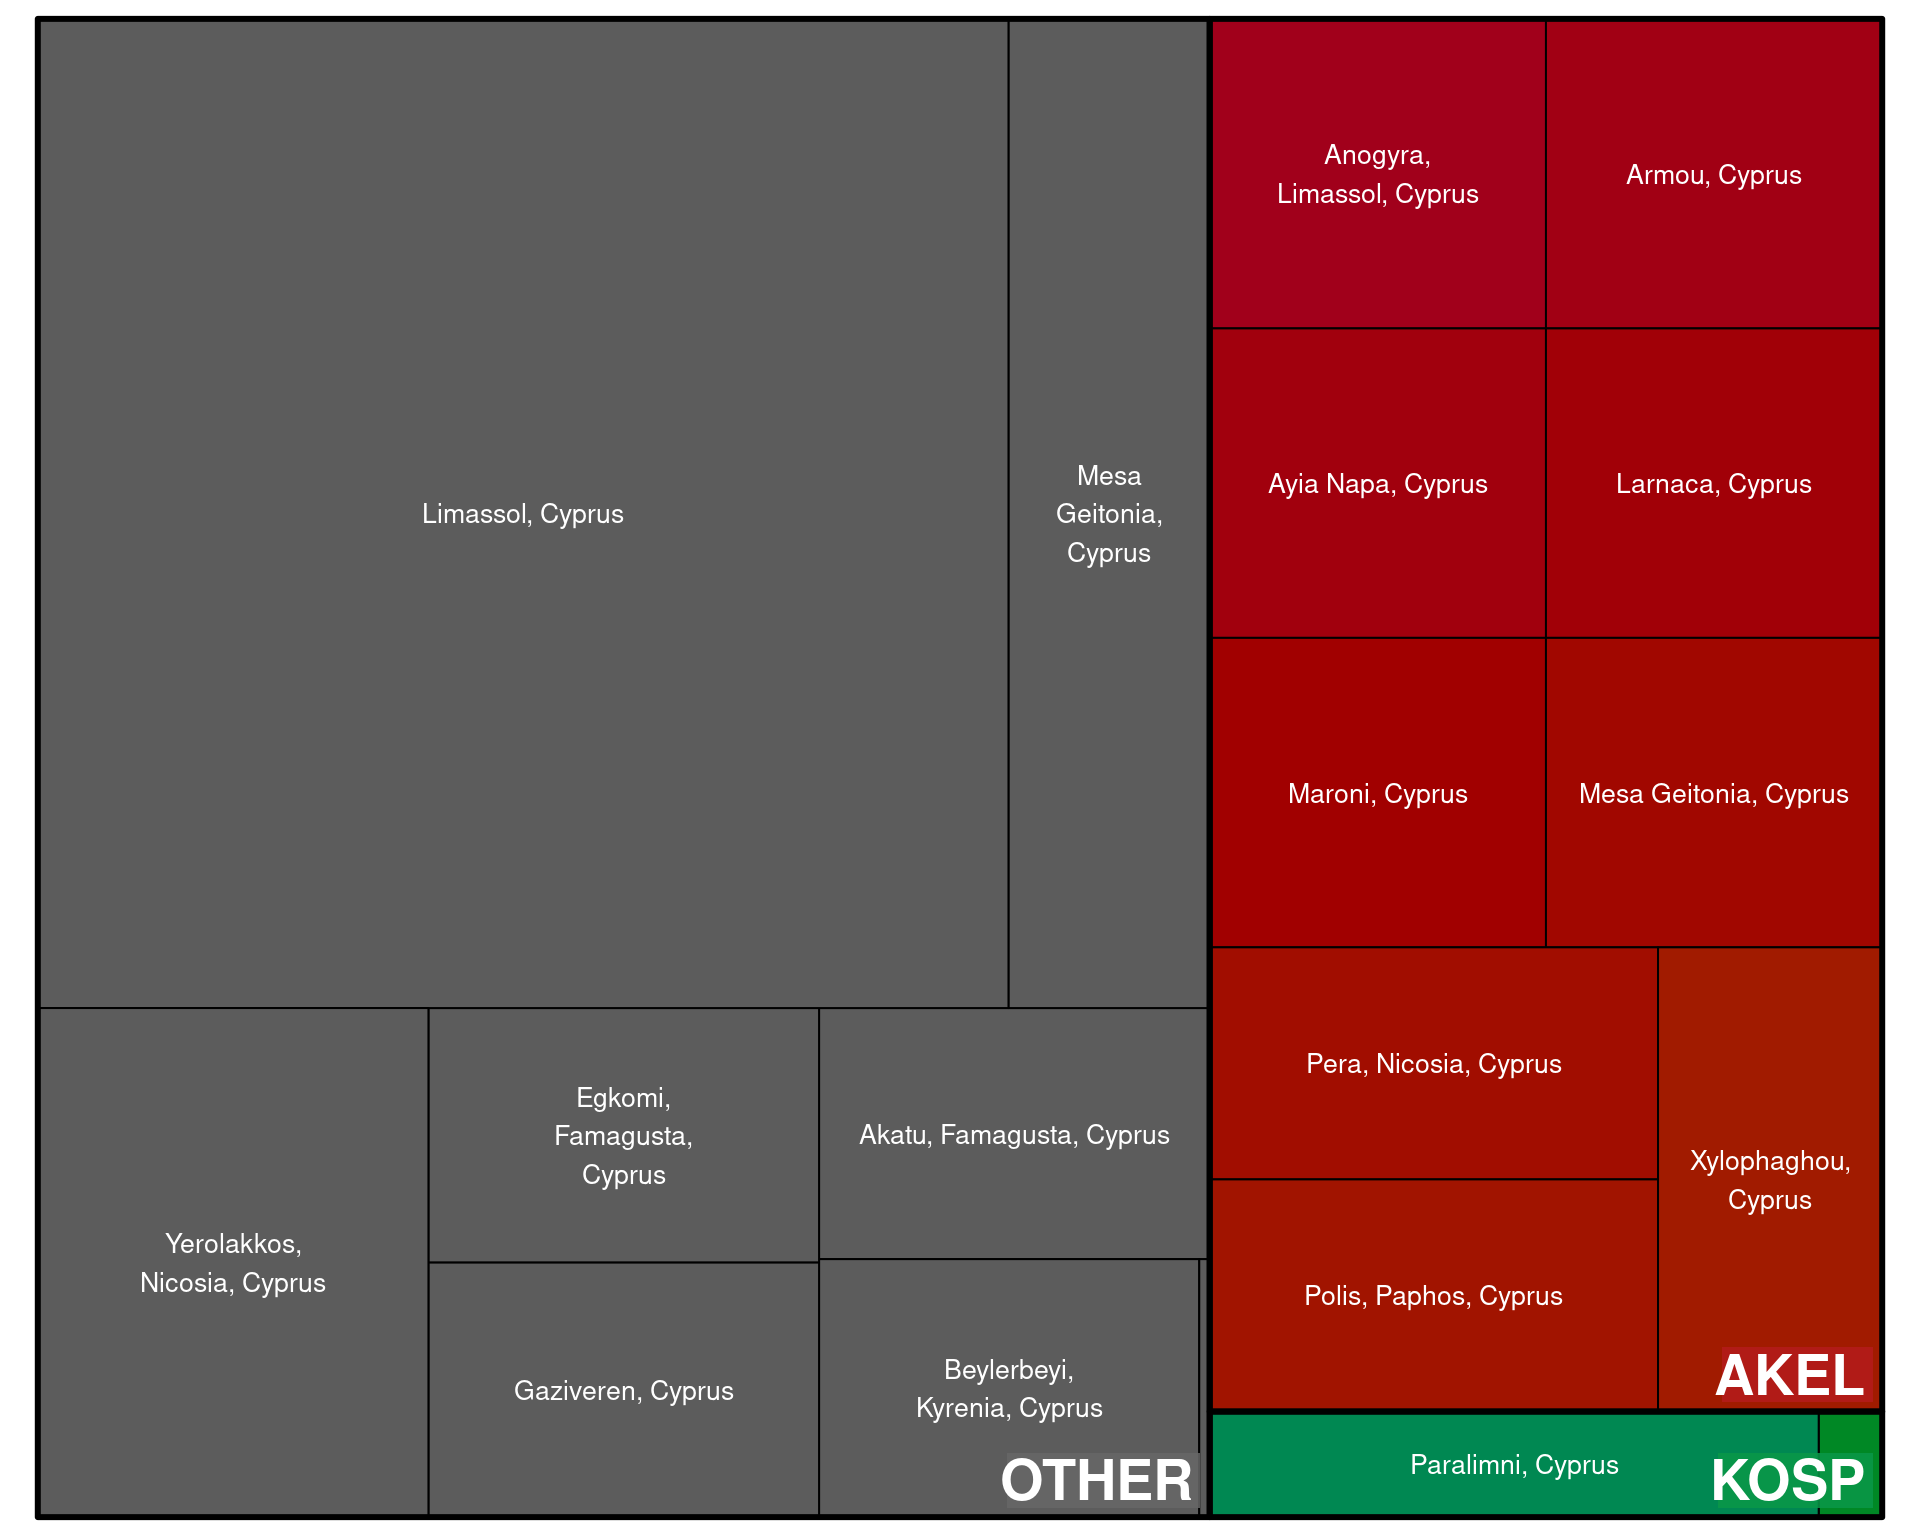 Limassol, Cyprus
Mesa
Geitonia,
Cyprus
Yerolakkos,
Nicosia, Cyprus
Egkomi,
Famagusta,
Cyprus
Gaziveren, Cyprus
Akatu, Famagusta, Cyprus
Beylerbeyi,
Kyrenia, Cyprus
OTHER
Anogyra,
Limassol, Cyprus
Armou, Cyprus
Ayia Napa, Cyprus
Larnaca, Cyprus
Maroni, Cyprus
Mesa Geitonia, Cyprus
Pera, Nicosia, Cyprus
Polis, Paphos, Cyprus
Xylophaghou,
Cyprus
AKEL
Paralimni, Cyprus
KOSP